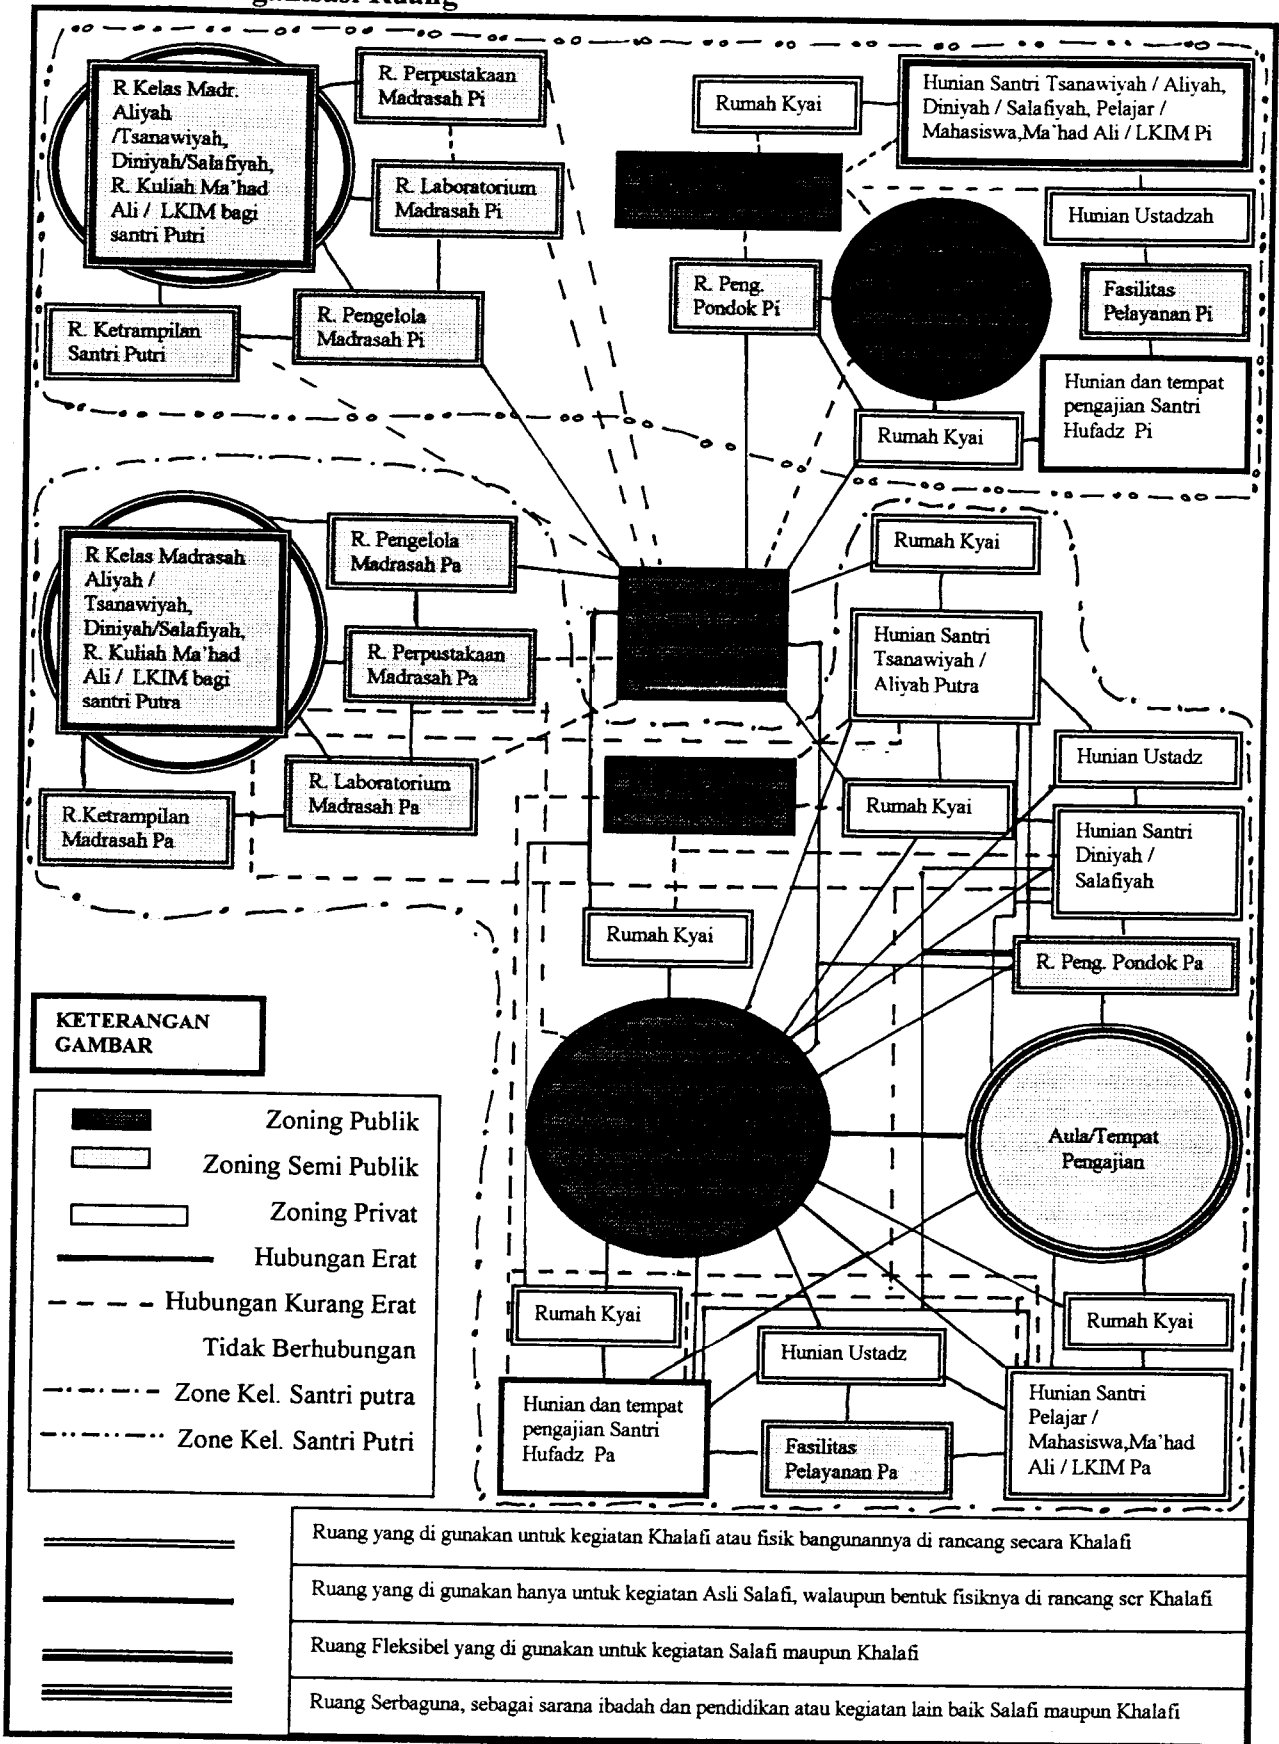 Ruang
R Kelas Madr.
Aliyah
/Tsanawiyah,
Diniyah/Salafiyah,
R. Kuliah Ma'had
Ali / LKIM bagi
santri Putri
R. Perpustakaan
Madrasah Pi
R. Laboratorium
Madrasah Pi
R. Pengelola
Madrasah Pi
R. Ketrampilan
Santri Putri
Rumah Kyai
Hunian Santri Tsanawiyah / Aliyah,
Diniyah / Salafiyah, Pelajar /
Mahasiswa,Ma'had Ali / LKIM Pi
Hunian Ustadzah
R. Peng.
Pondok Pi
Fasilitas
Pelayanan Pi
Hunian dan tempat
pengajian Santri
Hufadz Pi
Rumah Kyai
R Kelas Madrasah
Aliyah /
Tsanawiyah,
Diniyah/Salafiyah,
R. Kuliah Ma'had
Ali / LKIM bagi
santri Putra
R. Pengelola
Madrasah Pa
R. Perpustakaan
Madrasah Pa
R. Laboratorium
Madrasah Pa
R.Ketrampilan
Madrasah Pa
Rumah Kyai
Hunian Santri
Tsanawiyah /
Aliyah Putra
Hunian Ustadz
Rumah Kyai
Hunian Santri
Diniyah /
Salafiyah
Rumah Kyai
R. Peng. Pondok Pa
Aula/Tempat
Pengajian
Rumah Kyai
Rumah Kyai
Hunian Ustadz
Hunian dan tempat
pengajian Santri
Hufadz Pa
Fasilitas
Pelayanan Pa
Hunian Santri
Pelajar /
Mahasiswa,Ma'had
Ali / LKIM Pa
KETERANGAN
GAMBAR
Zoning Publik
Zoning Semi Publik
Zoning Privat
Hubungan Erat
Hubungan Kurang Erat
Tidak Berhubungan
Zone Kel. Santri putra
Zone Kel. Santri Putri
Ruang yang di gunakan untuk kegiatan Khalafi atau fisik bangunannya di rancang secara Khalafi
Ruang yang di gunakan hanya untuk kegiatan Asli Salafi, walaupun bentuk fisiknya di rancang scr Khalafi
Ruang Fleksibel yang di gunakan untuk kegiatan Salafi maupun Khalafi
Ruang Serbaguna, sebagai sarana ibadah dan pendidikan atau kegiatan lain baik Salafi maupun Khalafi